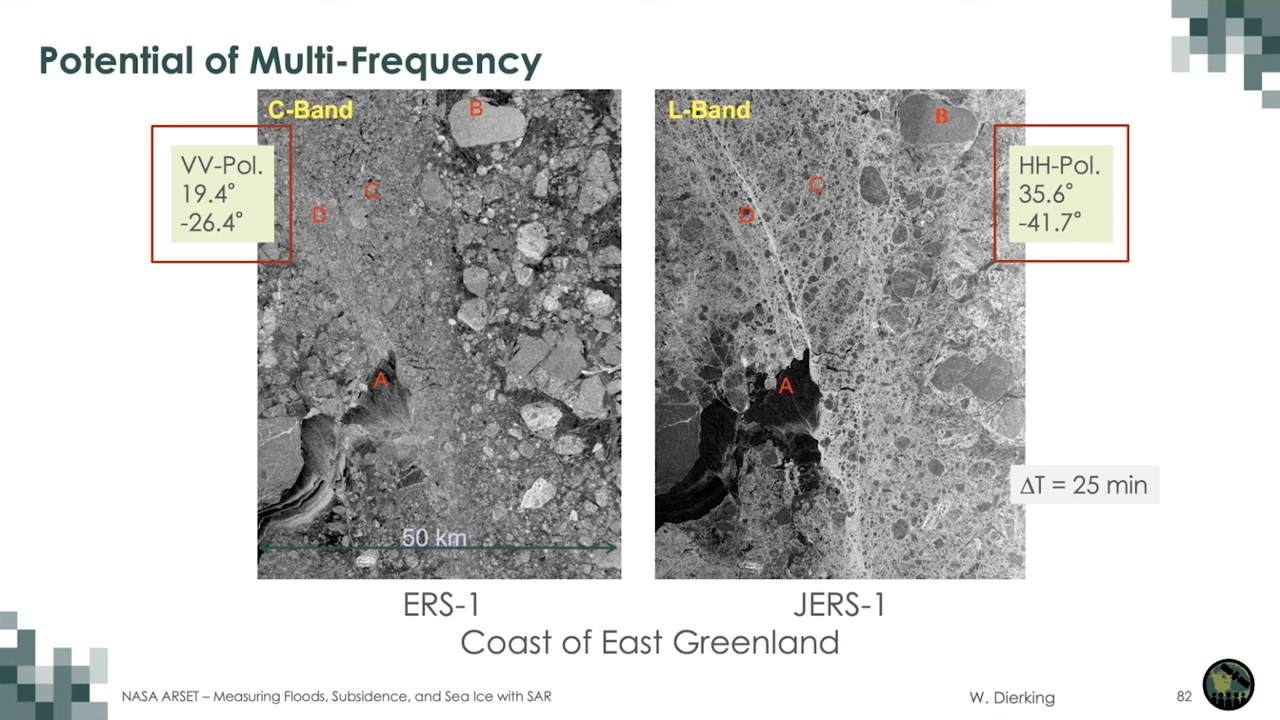 Potential of Multi-Frequency
C-Band
B
VV-Pol.
19.4°
-26.4°
C
D
A
50 km
L-Band
B
HH-Pol.
35.6°
-41.7°
C
D
A
ΔT = 25 min
ERS-1
JERS-1
Coast of East Greenland
NASA ARSET – Measuring Floods, Subsidence, and Sea Ice with SAR
W. Dierking
82